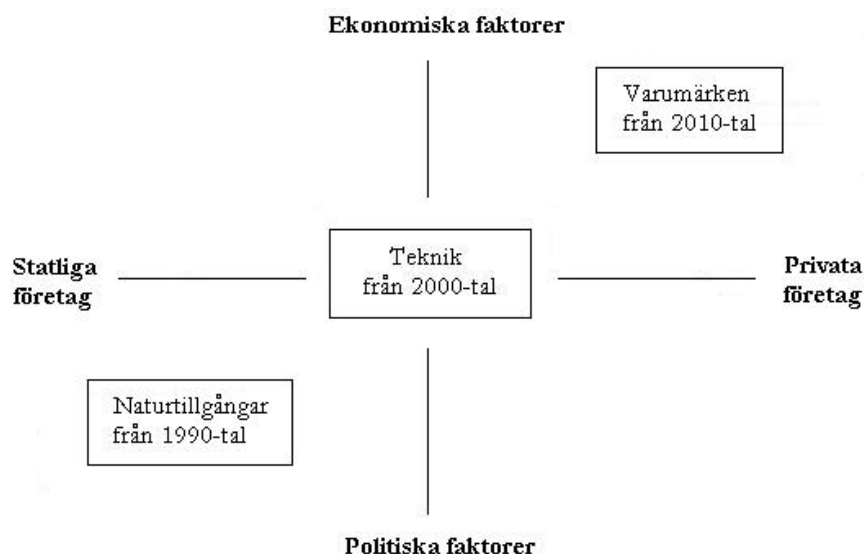 Ekonomiska faktorer
Varumärken
från 2010-tal
Statliga
företag
Teknik
från 2000-tal
Privata
företag
Naturtillgångar
från 1990-tal
Politiska faktorer